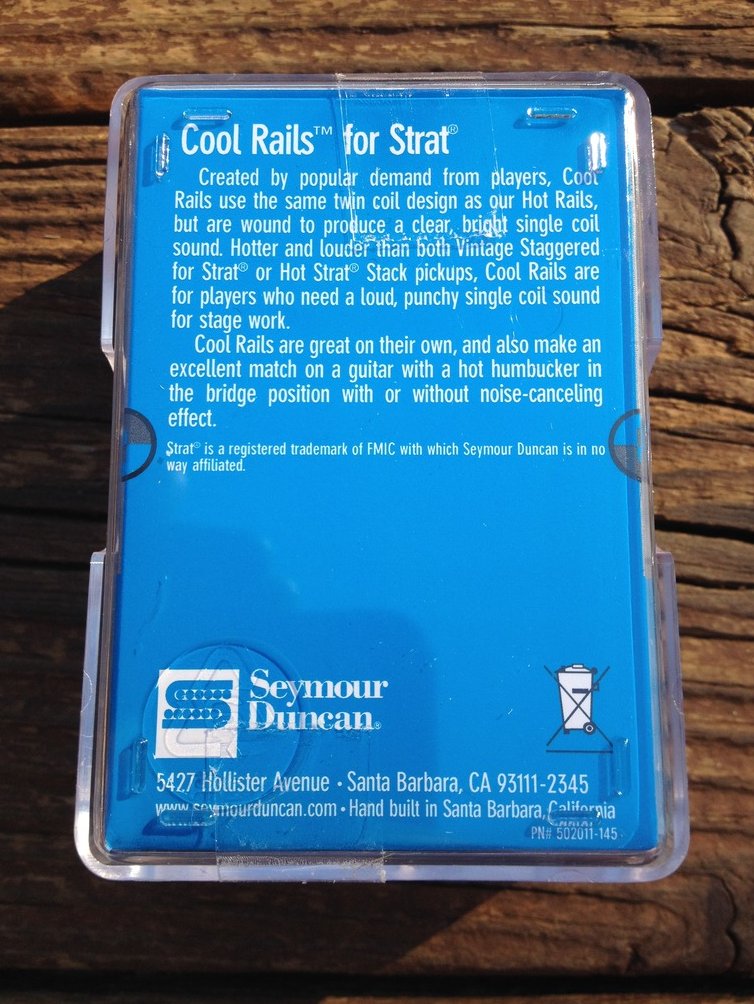 Cool Rails™ for Strat®
Created by popular demand from players, Cool
Rails use the same twin coil design as our Hot Rails,
but are wound to produce a clear, bright single coil
sound. Hotter and louder than both Vintage Staggered
for Strat® or Hot Strat® Stack pickups, Cool Rails are
for players who need a loud, punchy single coil sound
for stage work.
Cool Rails are great on their own, and also make an
excellent match on a guitar with a hot humbucker in
the bridge position with or without noise-canceling
effect.
Strat® is a registered trademark of FMIC with which Seymour Duncan is in no
way affiliated.
Seymour
Duncan®
5427 Hollister Avenue • Santa Barbara, CA 93111-2345
www.seymourduncan.com • Hand built in Santa Barbara, California
PN# 502011-145